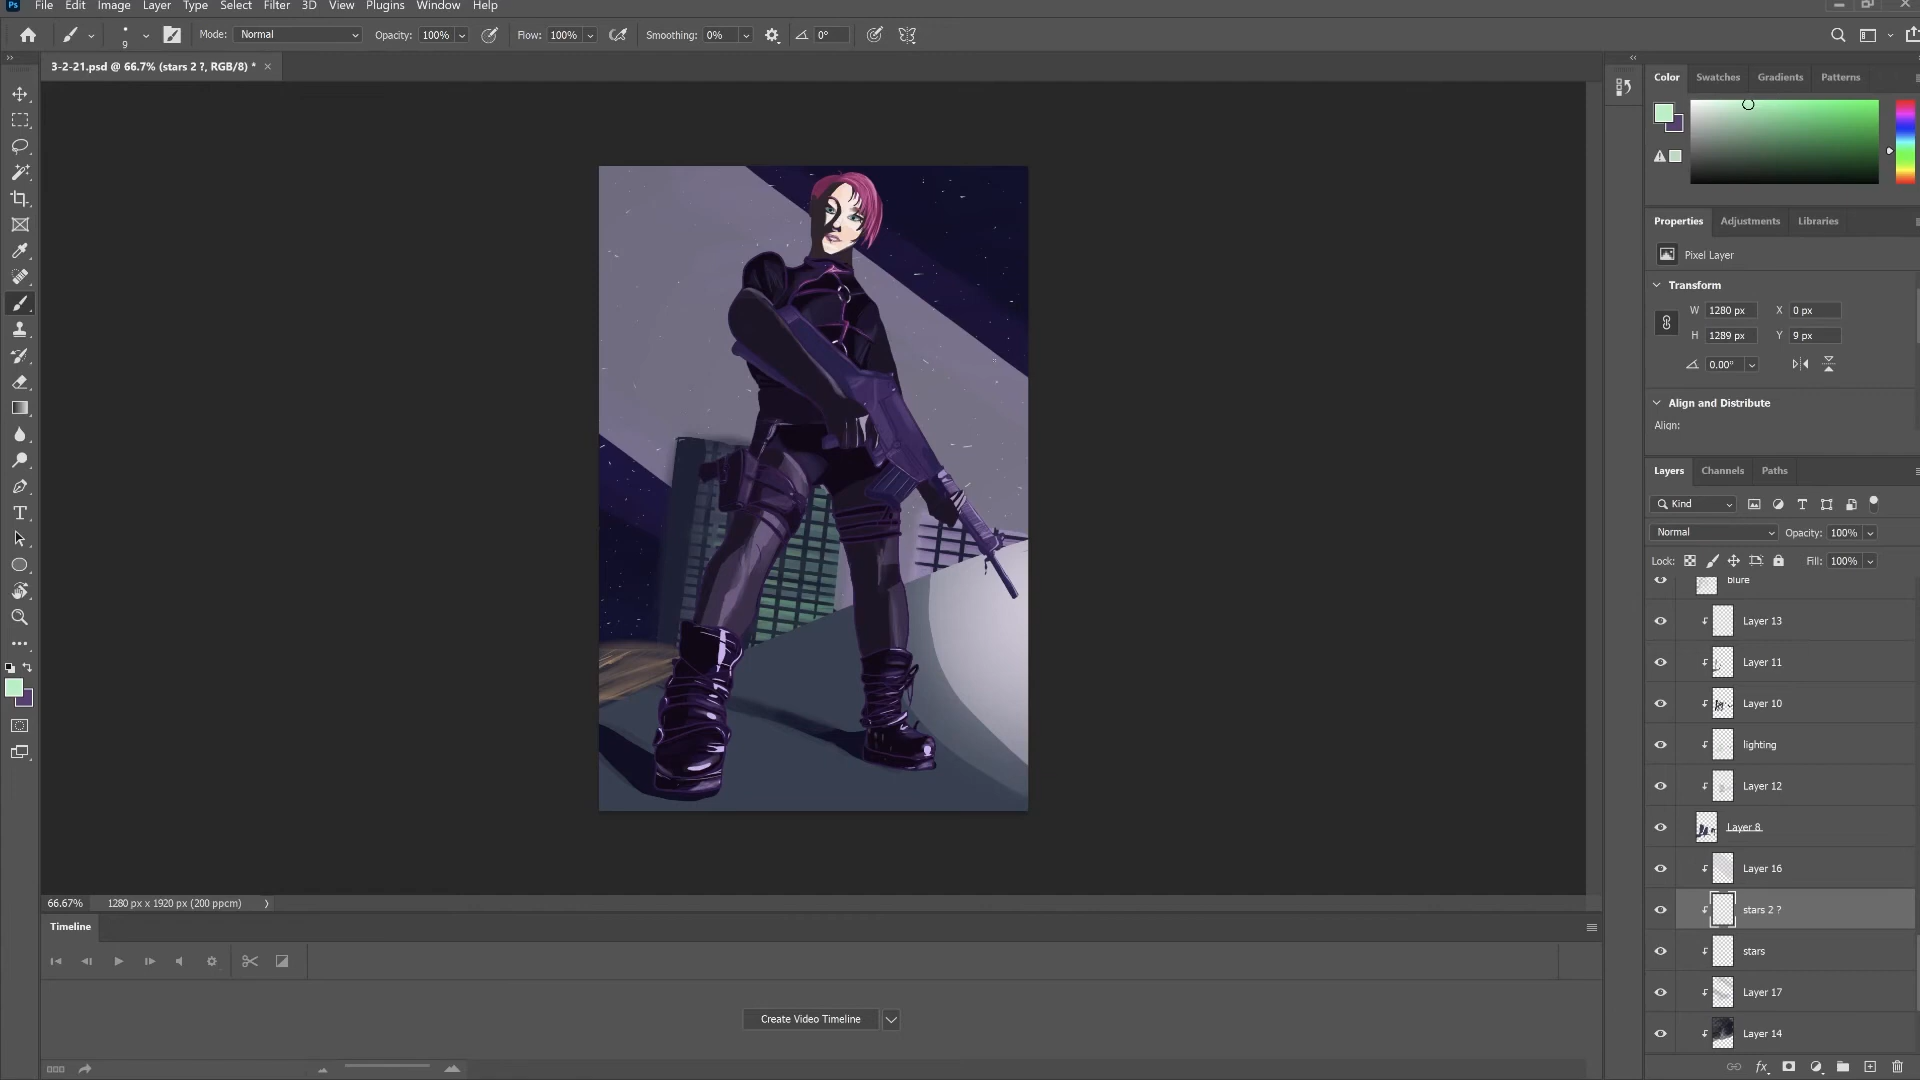 Ps File Edit Image Layer Type Select Filter 3D View Plugins Window Help
9 Mode: Normal Opacity: 100% Flow: 100% Smoothing: 0% 0°
3-2-21.psd @ 66.7% (stars 2 ?, RGB/8) * ×
Color Swatches Gradients Patterns
Properties Adjustments Libraries
Pixel Layer
Transform
W 1280 px X 0 px
H 1289 px Y 9 px
0.00°
Align and Distribute
Align:
Layers Channels Paths
Kind
Normal Opacity: 100%
Lock: Fill: 100%
blure
Layer 13
Layer 11
Layer 10
lighting
Layer 12
Layer 8
Layer 16
stars 2 ?
stars
Layer 17
Layer 14
fx
66.67% 1280 px x 1920 px (200 ppcm)
Timeline
Create Video Timeline